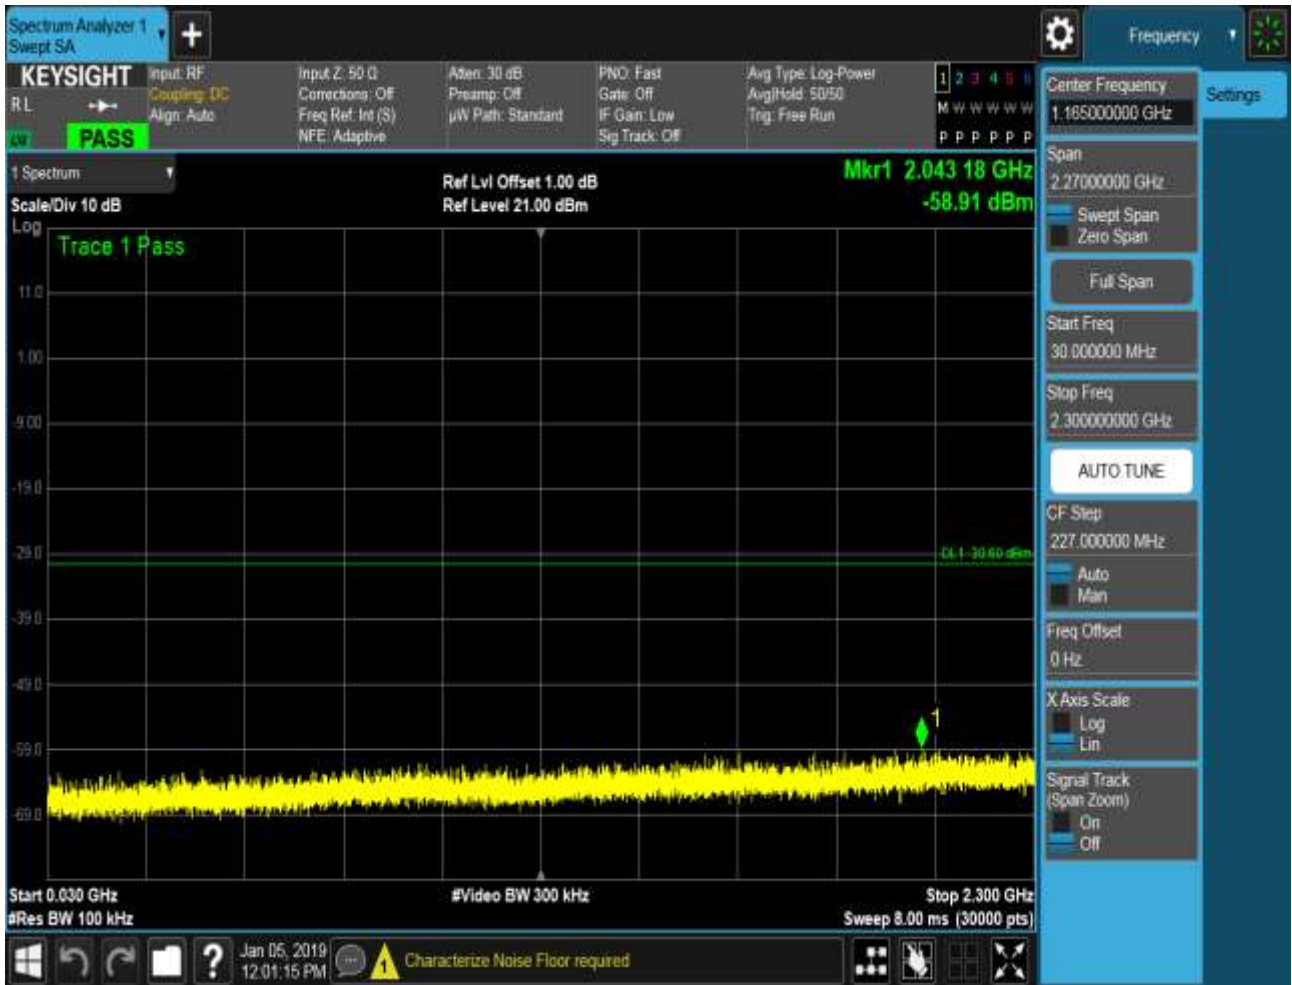 Spectrum Analyzer 1
Swept SA
Frequency
KEYSIGHT
RL
PASS
Input: RF
Coupling: DC
Align: Auto
Input Z: 50 Ω
Corrections: Off
Freq Ref: Int (S)
NFE: Adaptive
Atten: 30 dB
Preamp: Off
µW Path: Standard
PNO: Fast
Gate: Off
IF Gain: Low
Sig Track: Off
Avg Type: Log-Power
Avg|Hold: 50/50
Trig: Free Run
1 2 3 4 5 6
M W W W W W
P P P P P P
1 Spectrum
Scale/Div 10 dB
Log
Ref Lvl Offset 1.00 dB
Ref Level 21.00 dBm
Mkr1 2.043 18 GHz
-58.91 dBm
Trace 1 Pass
11.0
1.00
-9.00
-19.0
-29.0
DL1 -30.60 dBm
-39.0
-49.0
1
-59.0
-69.0
Start 0.030 GHz
#Video BW 300 kHz
Stop 2.300 GHz
#Res BW 100 kHz
Sweep 8.00 ms (30000 pts)
Jan 05, 2019
12:01:15 PM
?
1
Characterize Noise Floor required
Center Frequency
1.165000000 GHz
Settings
Span
2.27000000 GHz
Swept Span
Zero Span
Full Span
Start Freq
30.000000 MHz
Stop Freq
2.300000000 GHz
AUTO TUNE
CF Step
227.000000 MHz
Auto
Man
Freq Offset
0 Hz
X Axis Scale
Log
Lin
Signal Track
(Span Zoom)
On
Off